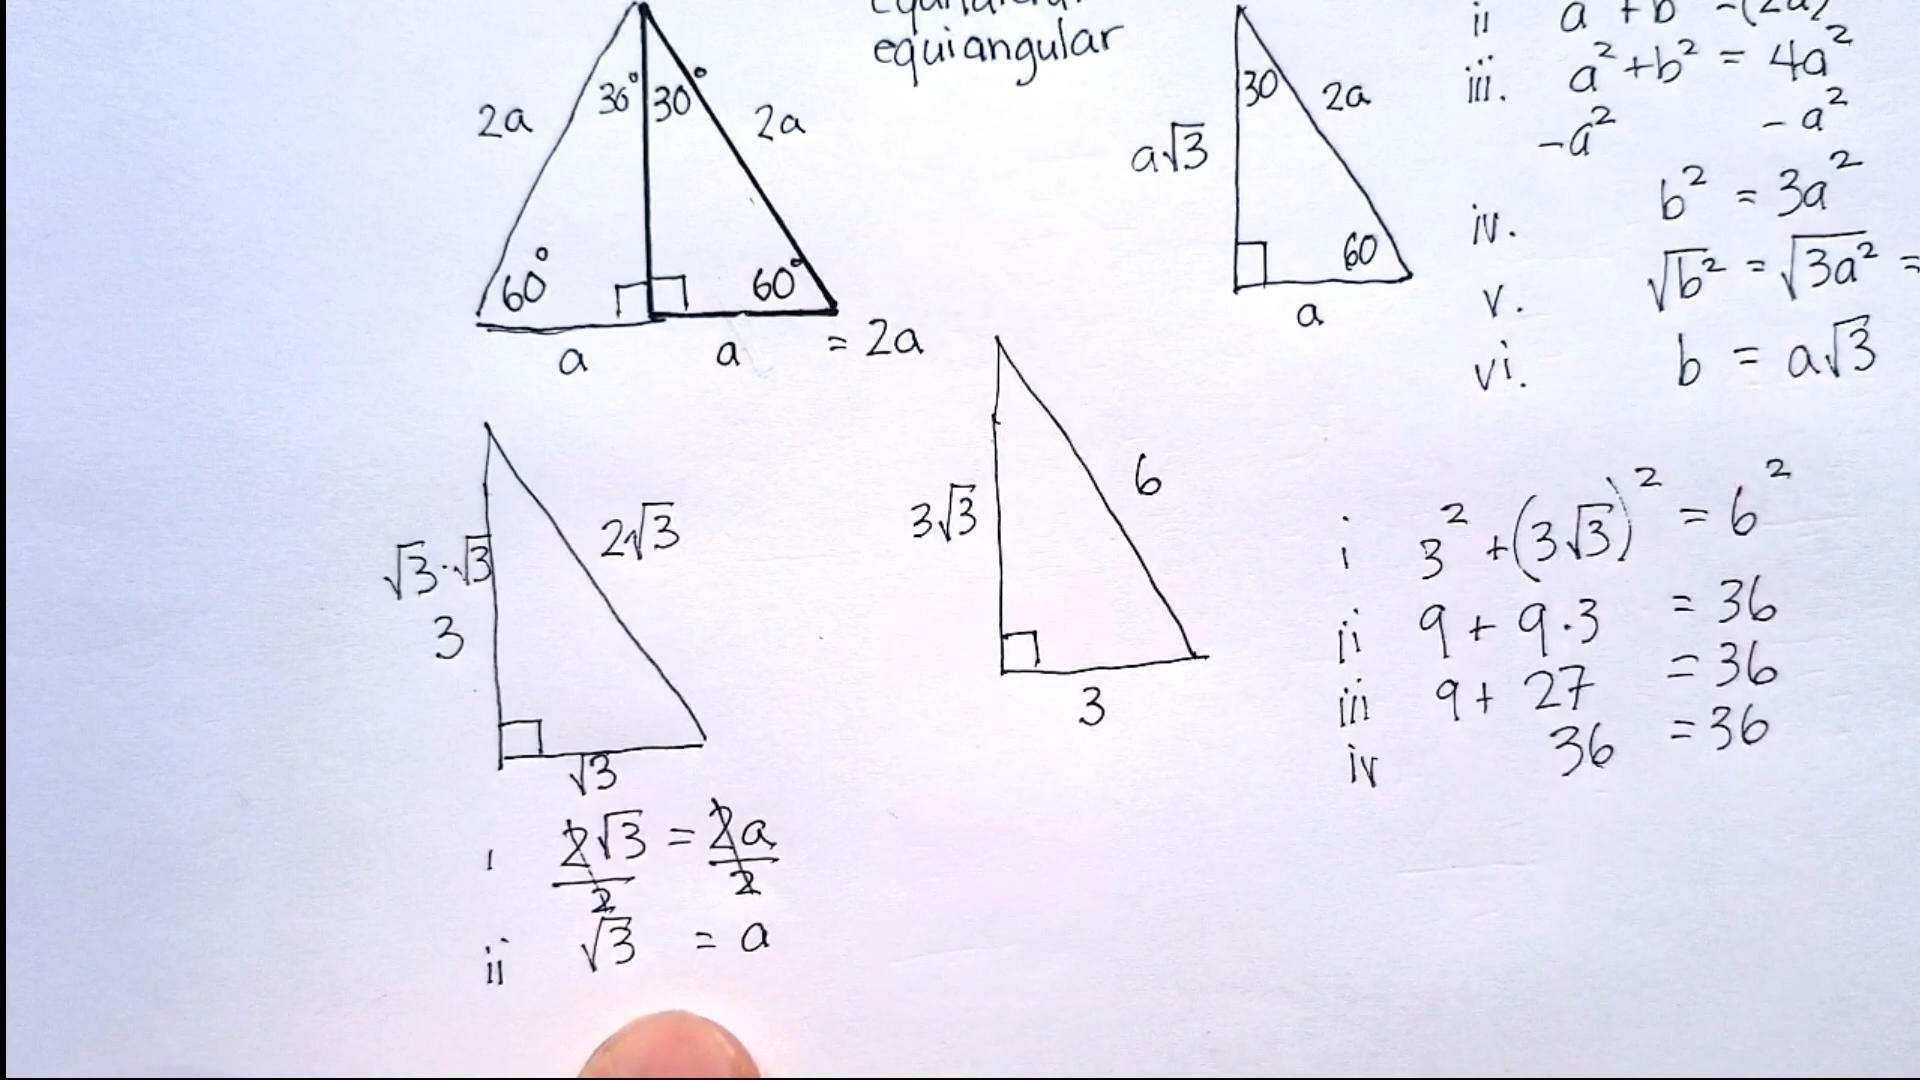 equiangular
2a
30°
30°
2a
60°
60°
a
a = 2a
30
2a
a√3
60
a
ii a + b = (2a)
iii. a² + b² = 4a²
-a² - a²
iv. b² = 3a²
v. √b² = √3a² =
vi. b = a√3
√3·√3
3
2√3
√3
i 2√3/2 = 2a/2
ii √3 = a
3√3
6
3
i 3² + (3√3)² = 6²
ii 9 + 9·3 = 36
iii 9 + 27 = 36
iv 36 = 36